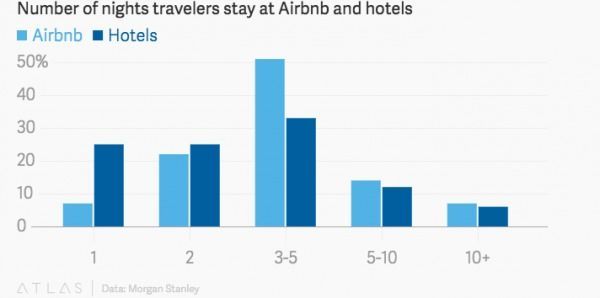 Number of nights travelers stay at Airbnb and hotels
Airbnb Hotels
50%
40
30
20
10
0
1 2 3-5 5-10 10+
ATLAS | Data: Morgan Stanley